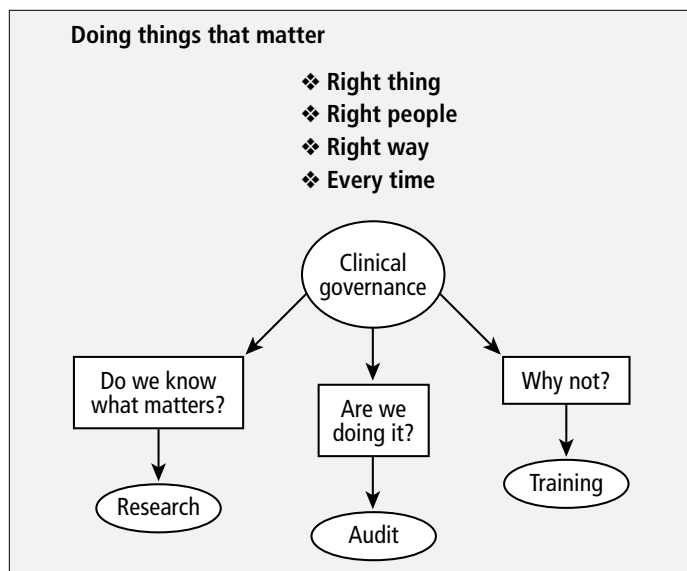 Doing things that matter
❖ Right thing
❖ Right people
❖ Right way
❖ Every time
Clinical
governance
Do we know
what matters?
Are we
doing it?
Why not?
Research
Audit
Training